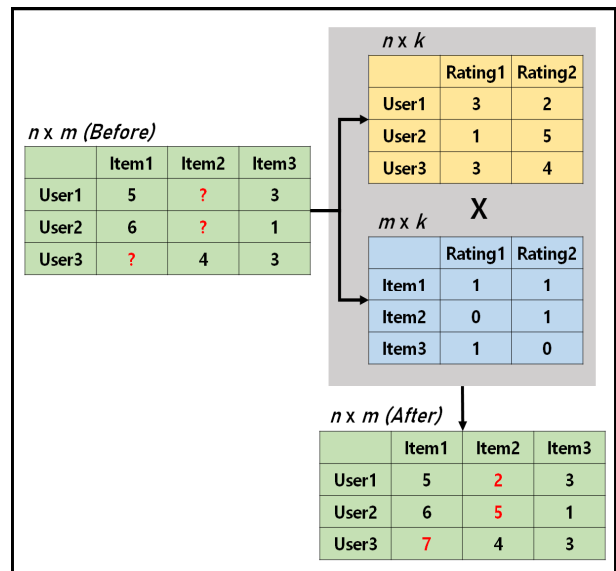 n x m (Before)
Item1 Item2 Item3
User1 5 ? 3
User2 6 ? 1
User3 ? 4 3
n x k
Rating1 Rating2
User1 3 2
User2 1 5
User3 3 4
X
m x k
Rating1 Rating2
Item1 1 1
Item2 0 1
Item3 1 0
n x m (After)
Item1 Item2 Item3
User1 5 2 3
User2 6 5 1
User3 7 4 3